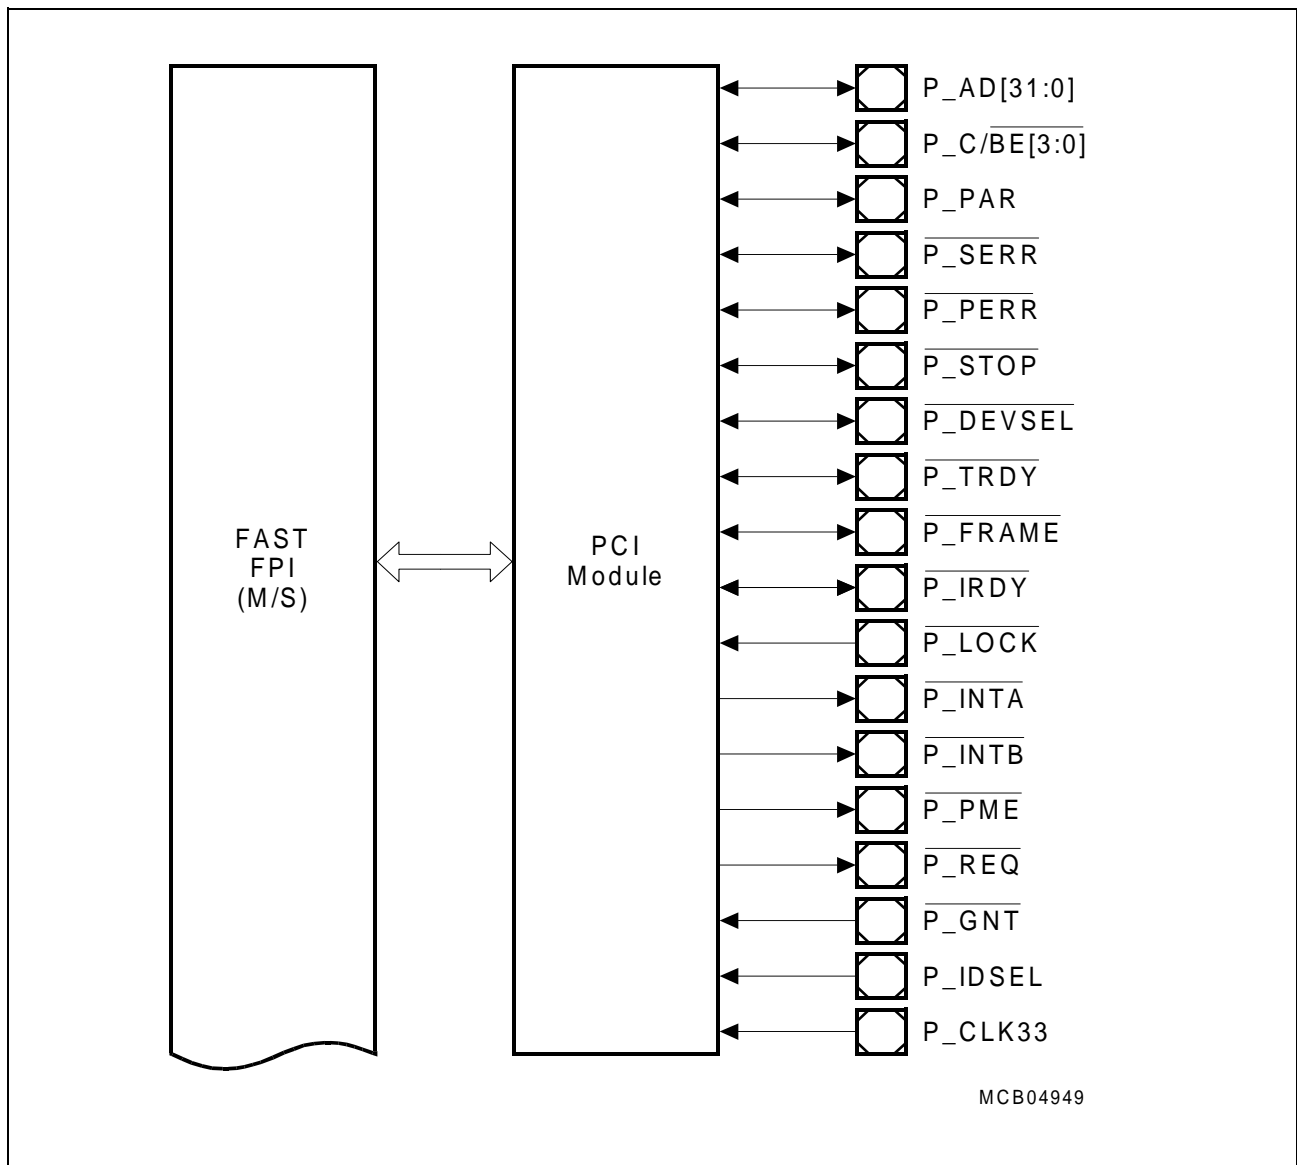 P_AD[31:0]
P_C/BE[3:0]
P_PAR
P_SERR
P_PERR
P_STOP
P_DEVSEL
P_TRDY
P_FRAME
P_IRDY
P_LOCK
P_INTA
P_INTB
P_PME
P_REQ
P_GNT
P_IDSEL
P_CLK33
FAST
FPI
(M/S)
PCI
Module
MCB04949